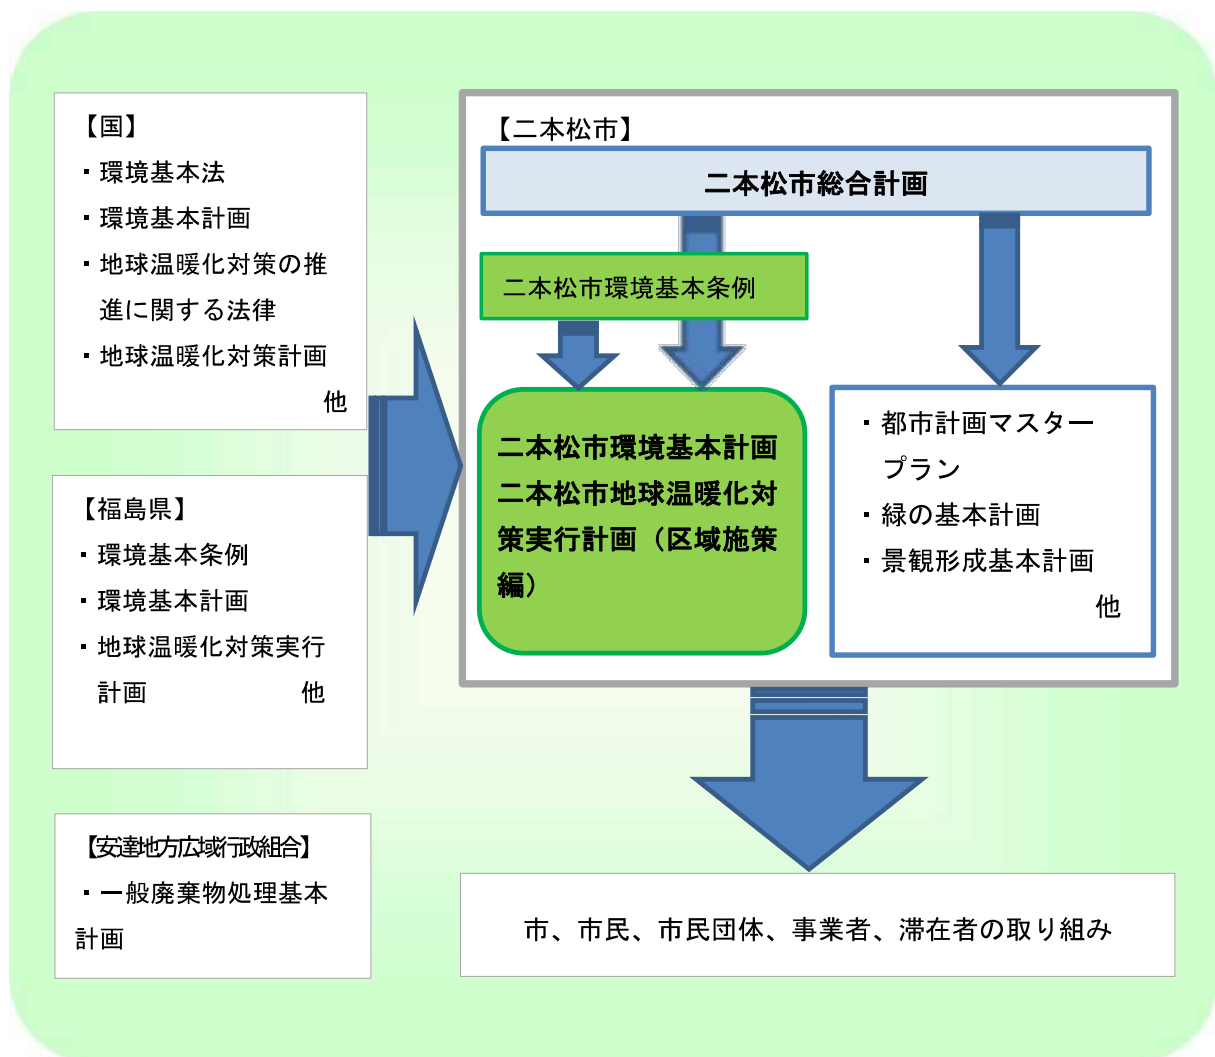 【国】
・環境基本法
・環境基本計画
・地球温暖化対策の推
進に関する法律
・地球温暖化対策計画
他
【福島県】
・環境基本条例
・環境基本計画
・地球温暖化対策実行
計画 他
【安達地方広域行政組合】
・一般廃棄物処理基本
計画
【二本松市】
二本松市総合計画
二本松市環境基本条例
二本松市環境基本計画
二本松市地球温暖化対
策実行計画（区域施策
編）
・都市計画マスター
プラン
・緑の基本計画
・景観形成基本計画
他
市、市民、市民団体、事業者、滞在者の取り組み